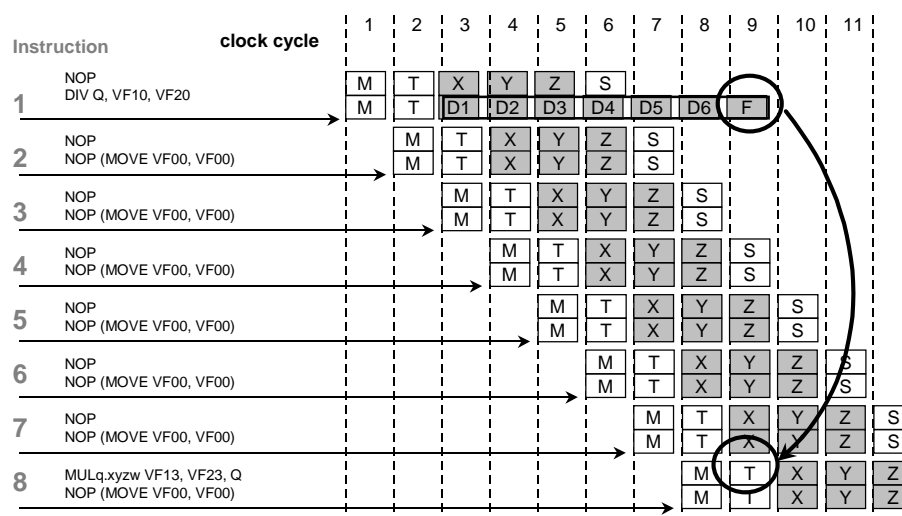 1 2 3 4 5 6 7 8 9 10 11
Instruction clock cycle
1 NOP M T X Y Z S
DIV Q, VF10, VF20 M T D1 D2 D3 D4 D5 D6 F
2 NOP M T X Y Z S
NOP (MOVE VF00, VF00) M T X Y Z S
3 NOP M T X Y Z S
NOP (MOVE VF00, VF00) M T X Y Z S
4 NOP M T X Y Z S
NOP (MOVE VF00, VF00) M T X Y Z S
5 NOP M T X Y Z S
NOP (MOVE VF00, VF00) M T X Y Z S
6 NOP M T X Y Z S
NOP (MOVE VF00, VF00) M T X Y Z S
7 NOP M T X Y Z S
NOP (MOVE VF00, VF00) M T X Y Z S
8 MULq.xyzw VF13, VF23, Q M T X Y Z
NOP (MOVE VF00, VF00) M T X Y Z